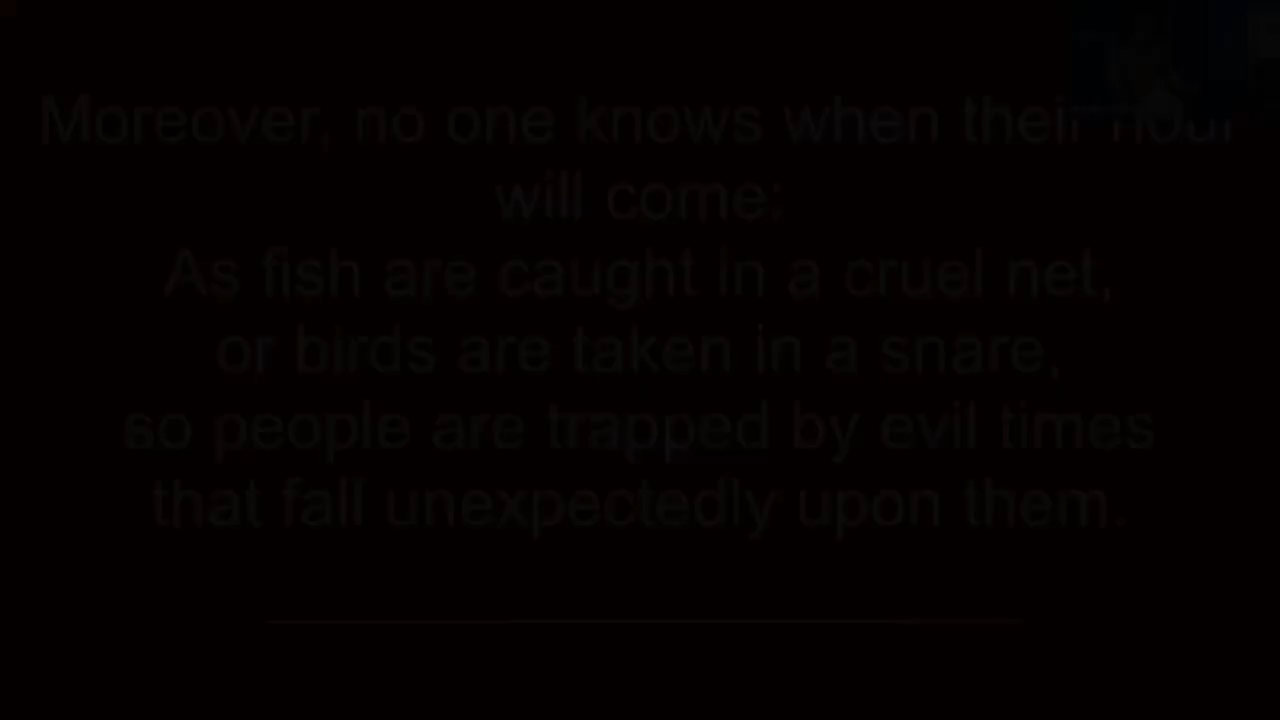 Moreover, no one knows when their hour
will come:
As fish are caught in a cruel net,
or birds are taken in a snare,
so people are trapped by evil times
that fall unexpectedly upon them.